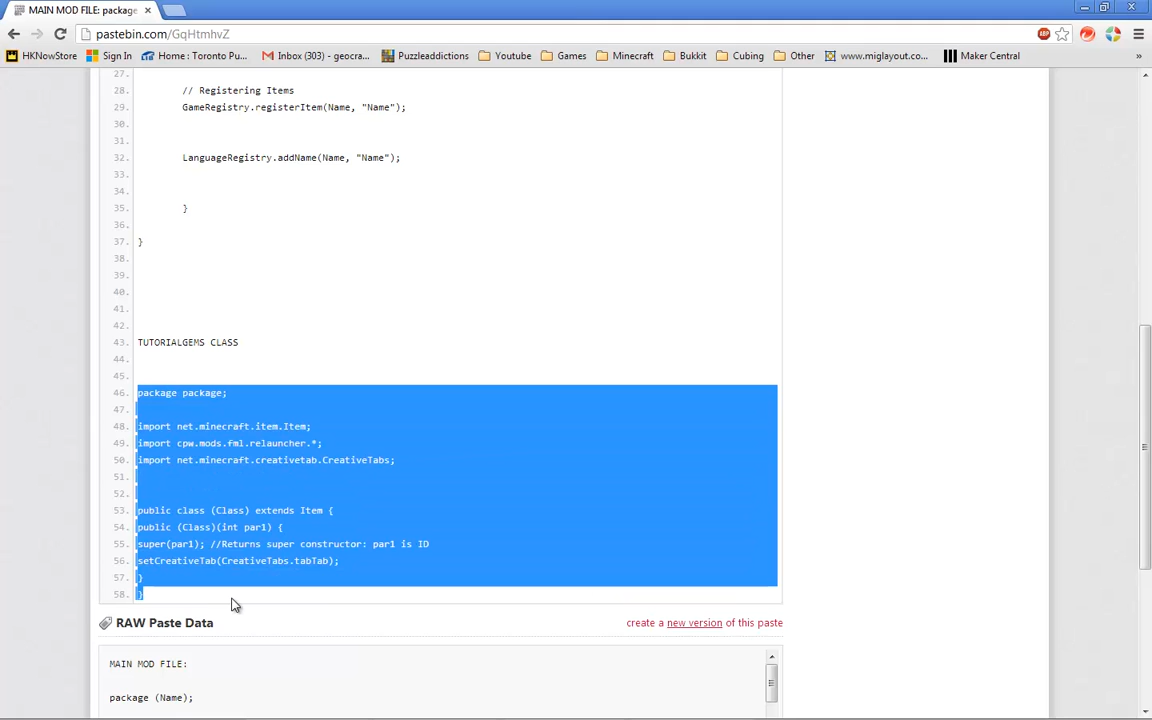 MAIN MOD FILE: package
pastebin.com/GqHtmhvZ
ABP
HKNowStore Sign In Home : Toronto Pu... Inbox (303) - geocra... Puzzleaddictions Youtube Games Minecraft Bukkit Cubing Other www.miglayout.co... Maker Central »
27.
28. // Registering Items
29. GameRegistry.registerItem(Name, "Name");
30.
31.
32. LanguageRegistry.addName(Name, "Name");
33.
34.
35. }
36.
37. }
38.
39.
40.
41.
42.
43. TUTORIALGEMS CLASS
44.
45.
46. package package;
47.
48. import net.minecraft.item.Item;
49. import cpw.mods.fml.relauncher.*;
50. import net.minecraft.creativetab.CreativeTabs;
51.
52.
53. public class (Class) extends Item {
54. public (Class)(int par1) {
55. super(par1); //Returns super constructor: par1 is ID
56. setCreativeTab(CreativeTabs.tabTab);
57. }
58. }
RAW Paste Data create a new version of this paste
MAIN MOD FILE:
package (Name);